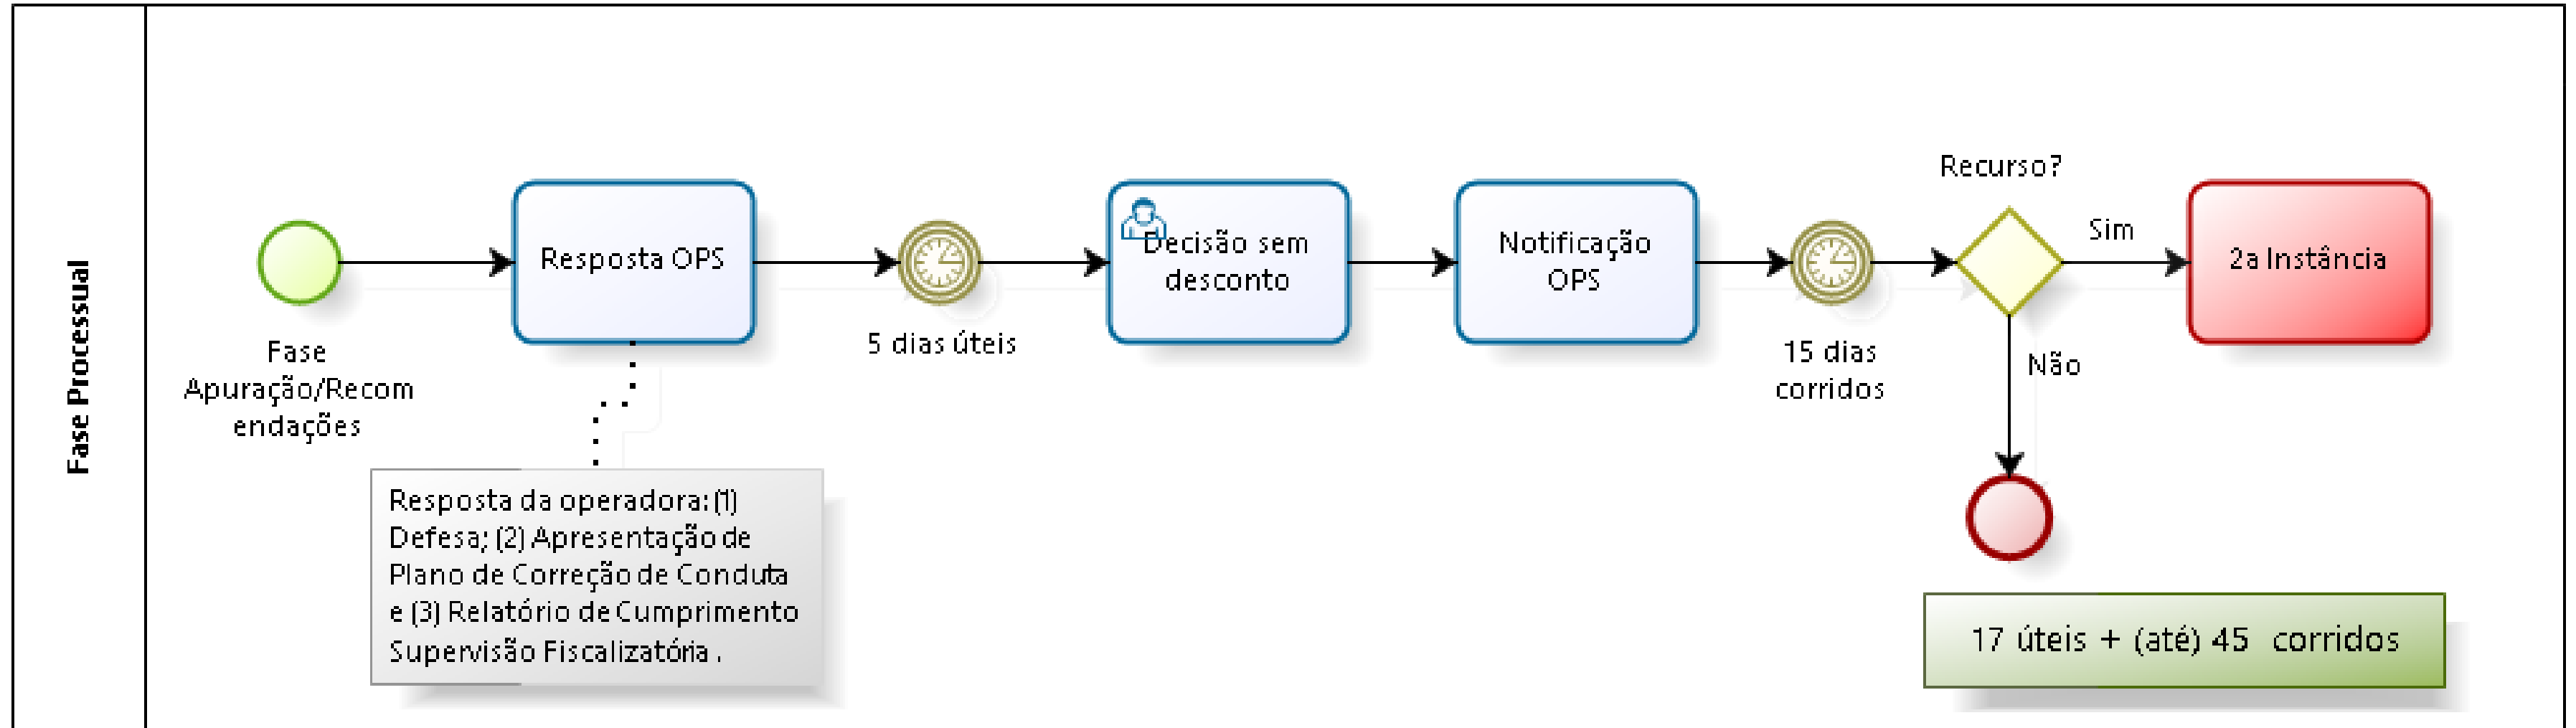 Fase Processual
Fase
Apuração/Recom
endações
Resposta OPS
Resposta da operadora: (1)
Defesa; (2) Apresentação de
Plano de Correção de Conduta
e (3) Relatório de Cumprimento
Supervisão Fiscalizatória .
5 dias úteis
Decisão sem
desconto
Notificação
OPS
15 dias
corridos
Recurso?
Sim
Não
2a Instância
17 úteis + (até) 45 corridos